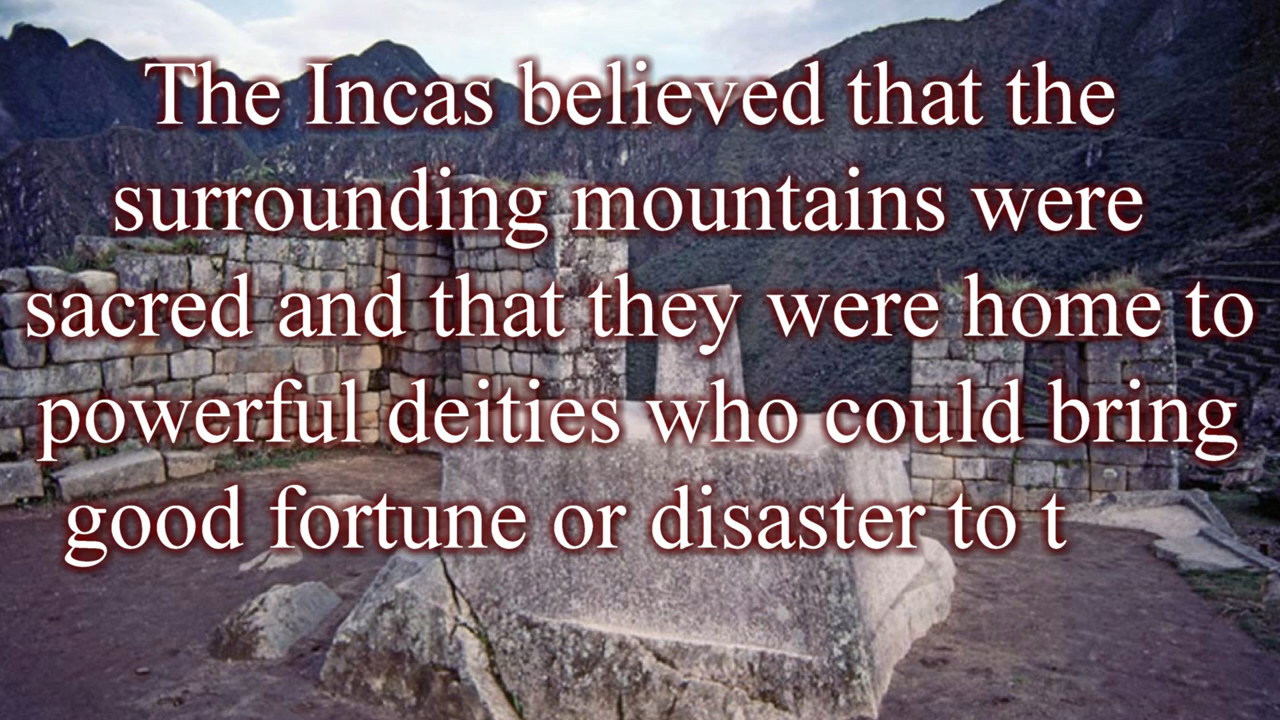 The Incas believed that the
surrounding mountains were
sacred and that they were home to
powerful deities who could bring
good fortune or disaster to t